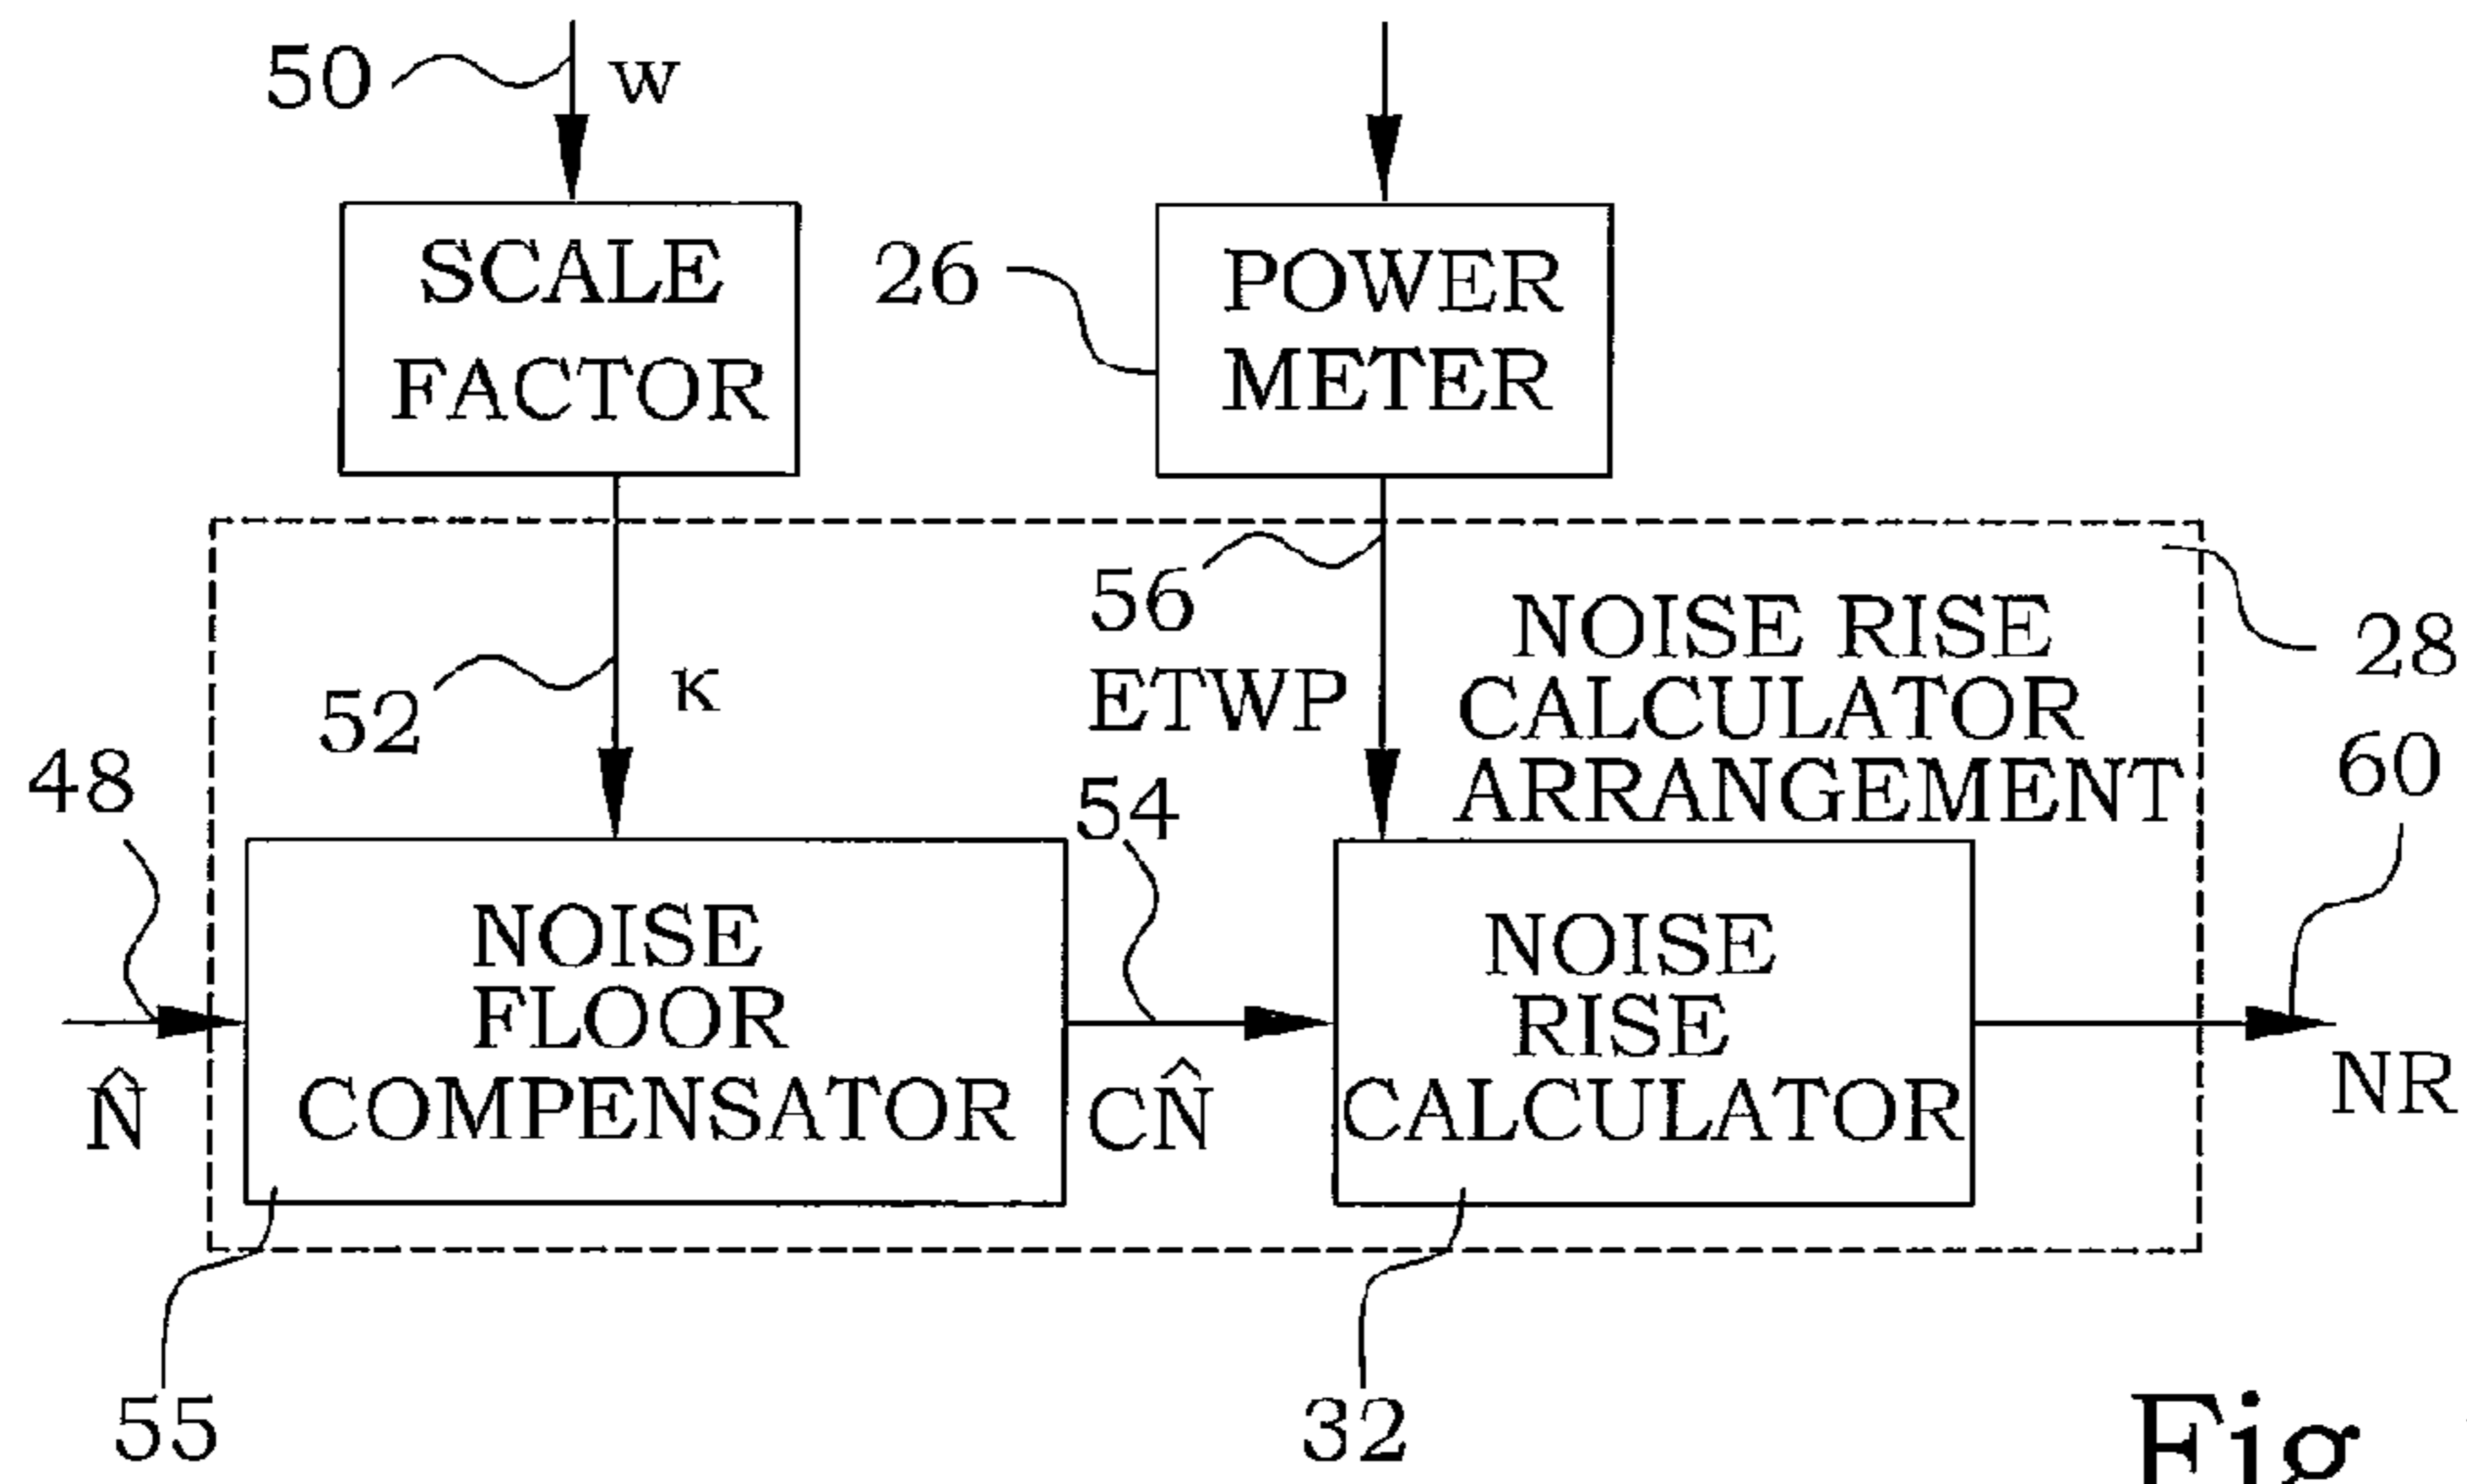 50
w
SCALE
FACTOR
26
POWER
METER
56
ETWP
NOISE RISE
CALCULATOR
ARRANGEMENT
28
52
κ
48
54
60
NOISE
FLOOR
COMPENSATOR
NOISE
RISE
CALCULATOR
N̂
CN̂
NR
55
32
Fig